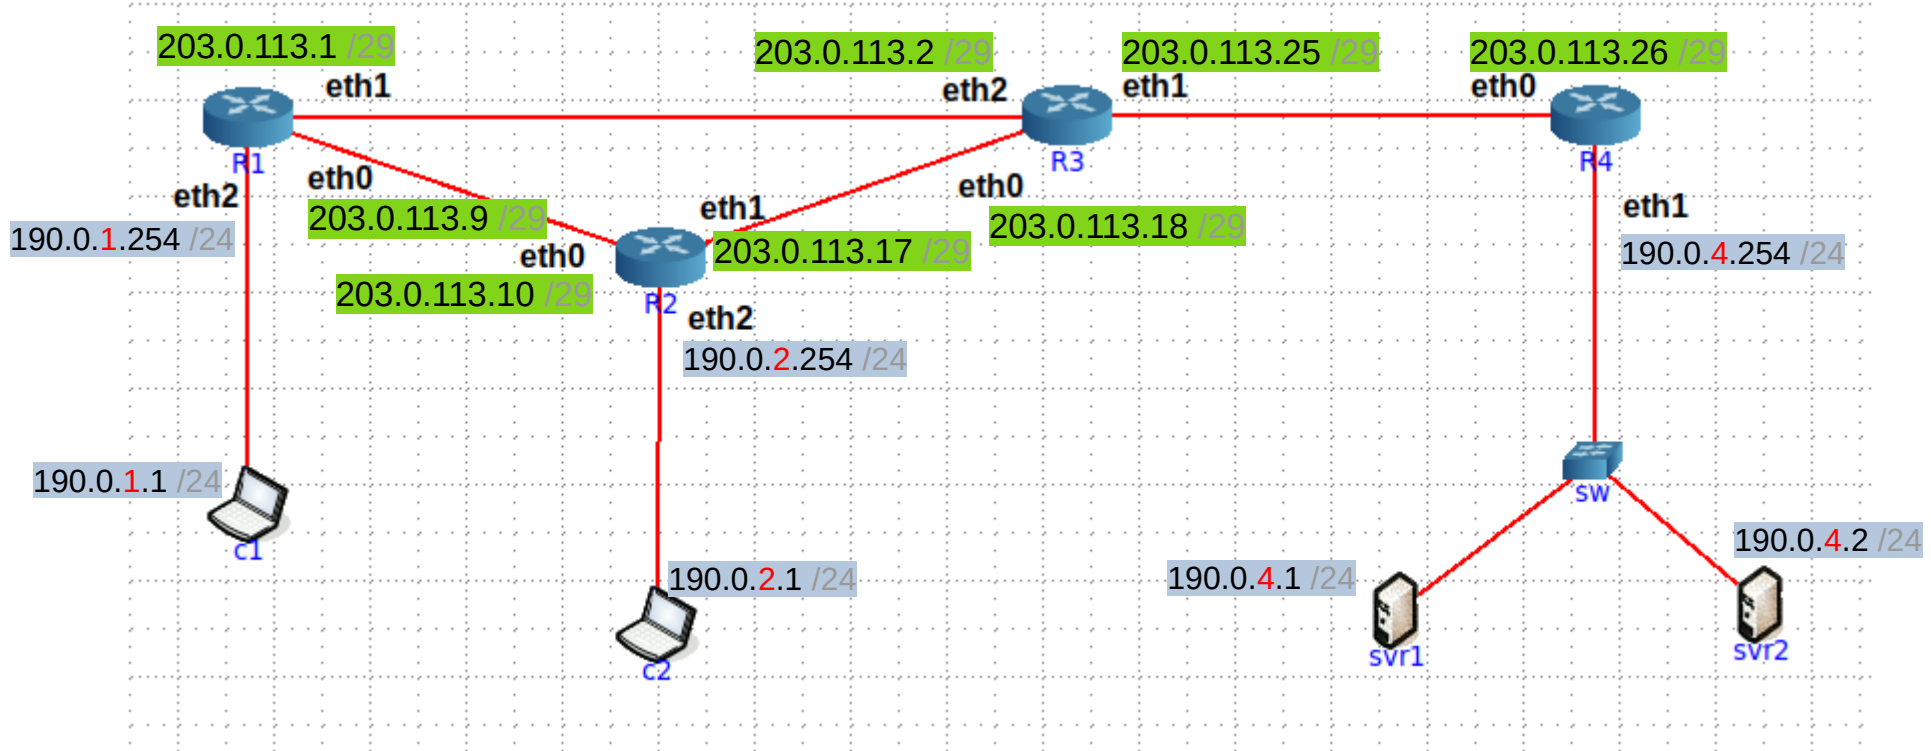 203.0.113.1 /29
203.0.113.2 /29
203.0.113.25 /29
203.0.113.26 /29
eth1
eth2
eth1
eth0
R1
R3
R4
eth2
eth0
eth0
eth1
eth1
190.0.1.254 /24
203.0.113.9 /29
203.0.113.18 /29
eth0
203.0.113.17 /29
190.0.4.254 /24
203.0.113.10 /29
R2
eth2
190.0.2.254 /24
190.0.1.1 /24
c1
sw
190.0.4.2 /24
190.0.2.1 /24
190.0.4.1 /24
c2
svr1
svr2